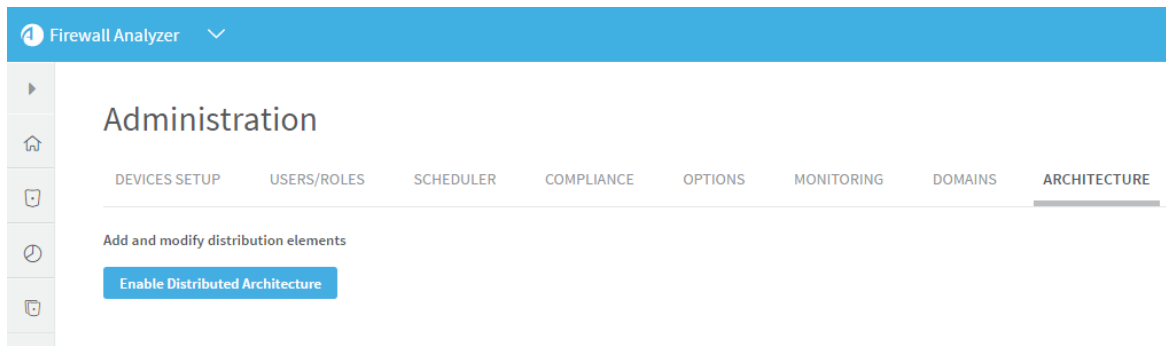 Firewall Analyzer
Administration
DEVICES SETUP USERS/ROLES SCHEDULER COMPLIANCE OPTIONS MONITORING DOMAINS ARCHITECTURE
Add and modify distribution elements
Enable Distributed Architecture